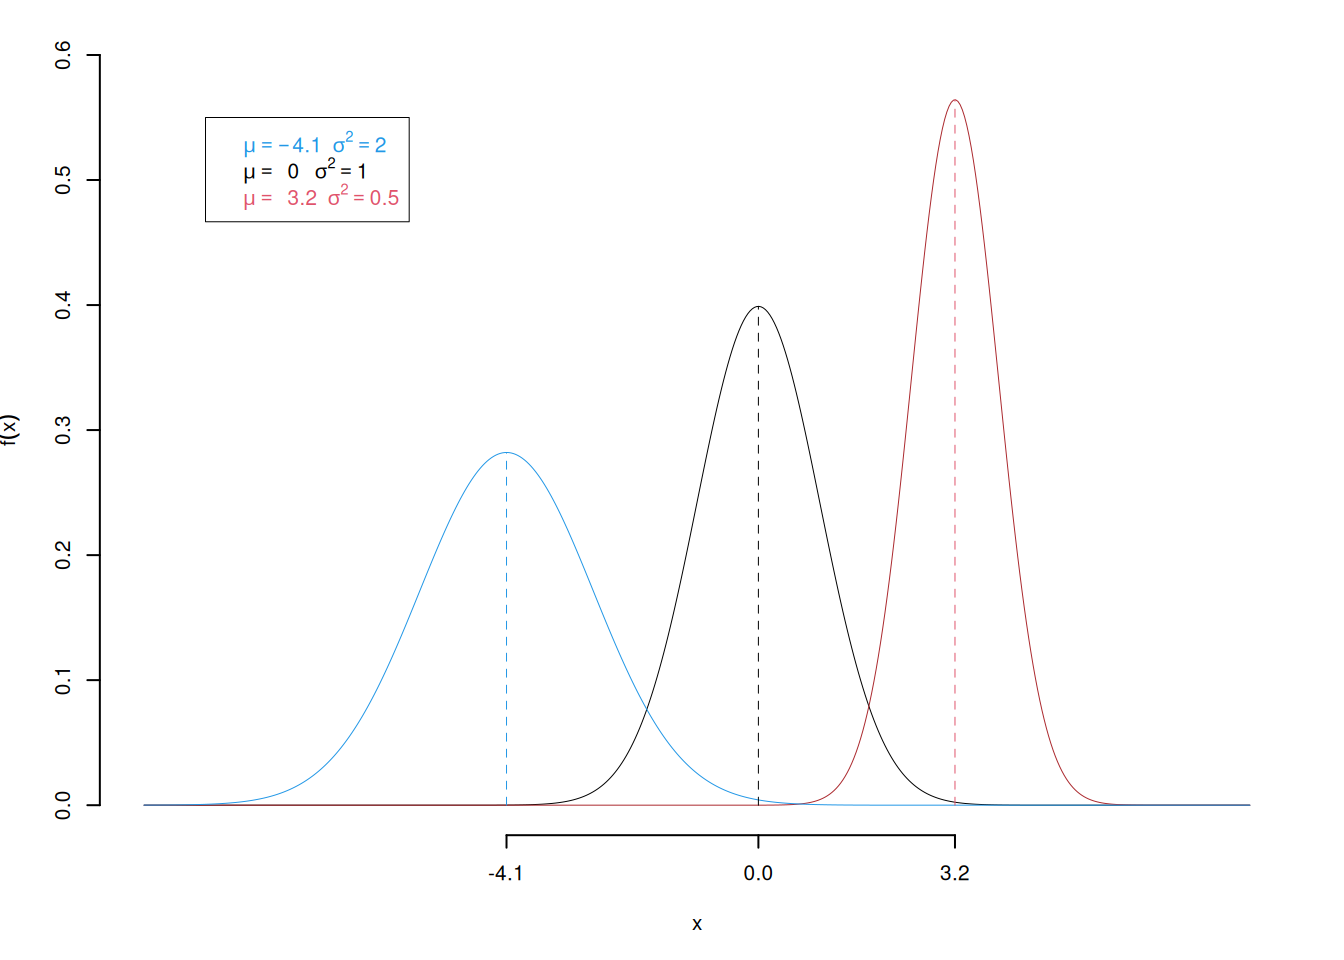 0.6
μ = −4.1 σ² = 2
μ = 0 σ² = 1
μ = 3.2 σ² = 0.5
0.5
0.4
0.3
f(x)
0.2
0.1
0.0
-4.1 0.0 3.2
x